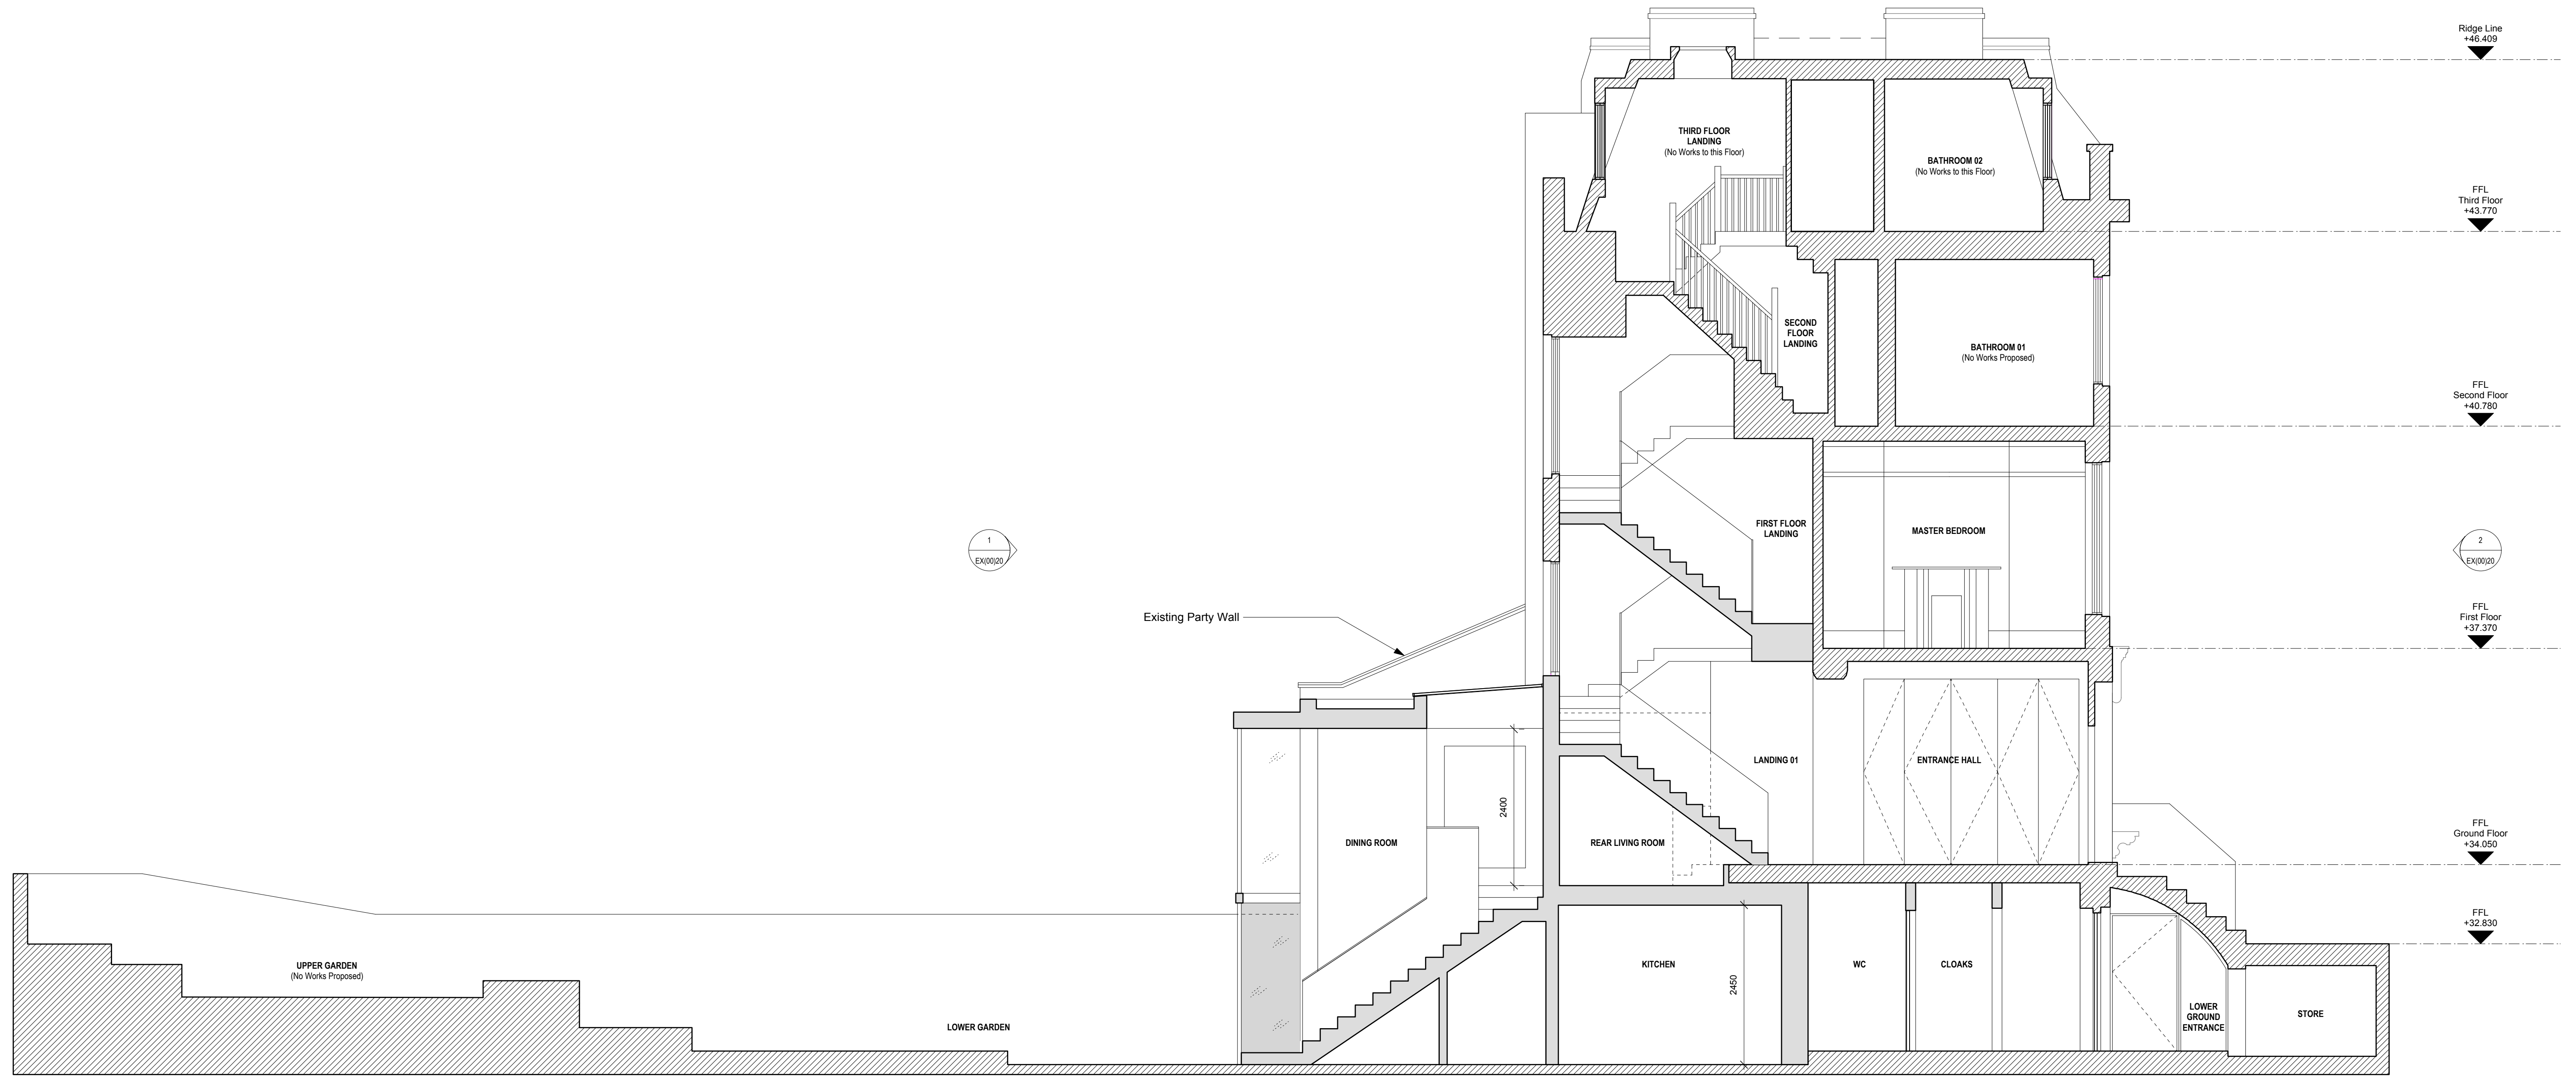 Ridge Line
+46.409
THIRD FLOOR
LANDING
(No Works to this Floor)
BATHROOM 02
(No Works to this Floor)
FFL
Third Floor
+43.770
SECOND
FLOOR
LANDING
BATHROOM 01
(No Works Proposed)
FFL
Second Floor
+40.780
1
EX(00)20
FIRST FLOOR
LANDING
MASTER BEDROOM
2
EX(00)20
Existing Party Wall
FFL
First Floor
+37.370
LANDING 01
ENTRANCE HALL
2400
DINING ROOM
REAR LIVING ROOM
FFL
Ground Floor
+34.050
FFL
+32.830
UPPER GARDEN
(No Works Proposed)
KITCHEN
2450
WC
CLOAKS
LOWER GARDEN
LOWER
GROUND
ENTRANCE
STORE